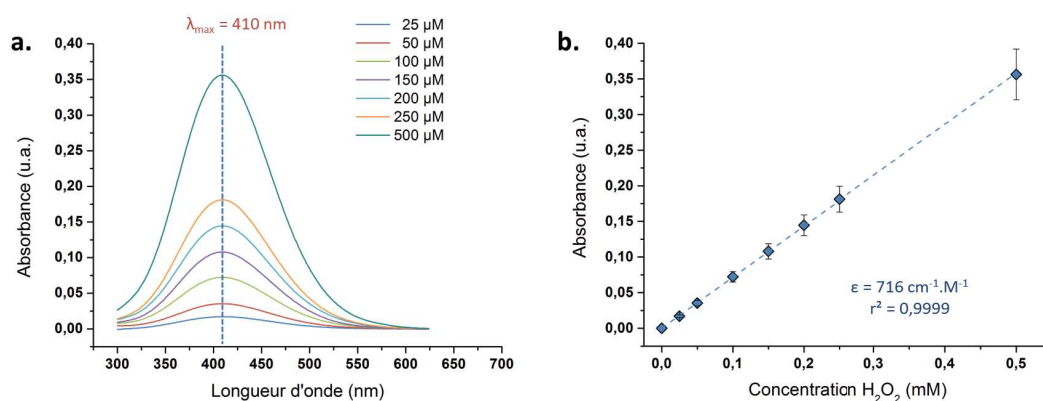 a.
λmax = 410 nm
25 µM
50 µM
100 µM
150 µM
200 µM
250 µM
500 µM
Absorbance (u.a.)
0,40
0,35
0,30
0,25
0,20
0,15
0,10
0,05
0,00
300 350 400 450 500 550 600 650 700
Longueur d'onde (nm)
b.
Absorbance (u.a.)
0,40
0,35
0,30
0,25
0,20
0,15
0,10
0,05
0,00
ε = 716 cm⁻¹.M⁻¹
r² = 0,9999
0,0 0,1 0,2 0,3 0,4 0,5
Concentration H₂O₂ (mM)